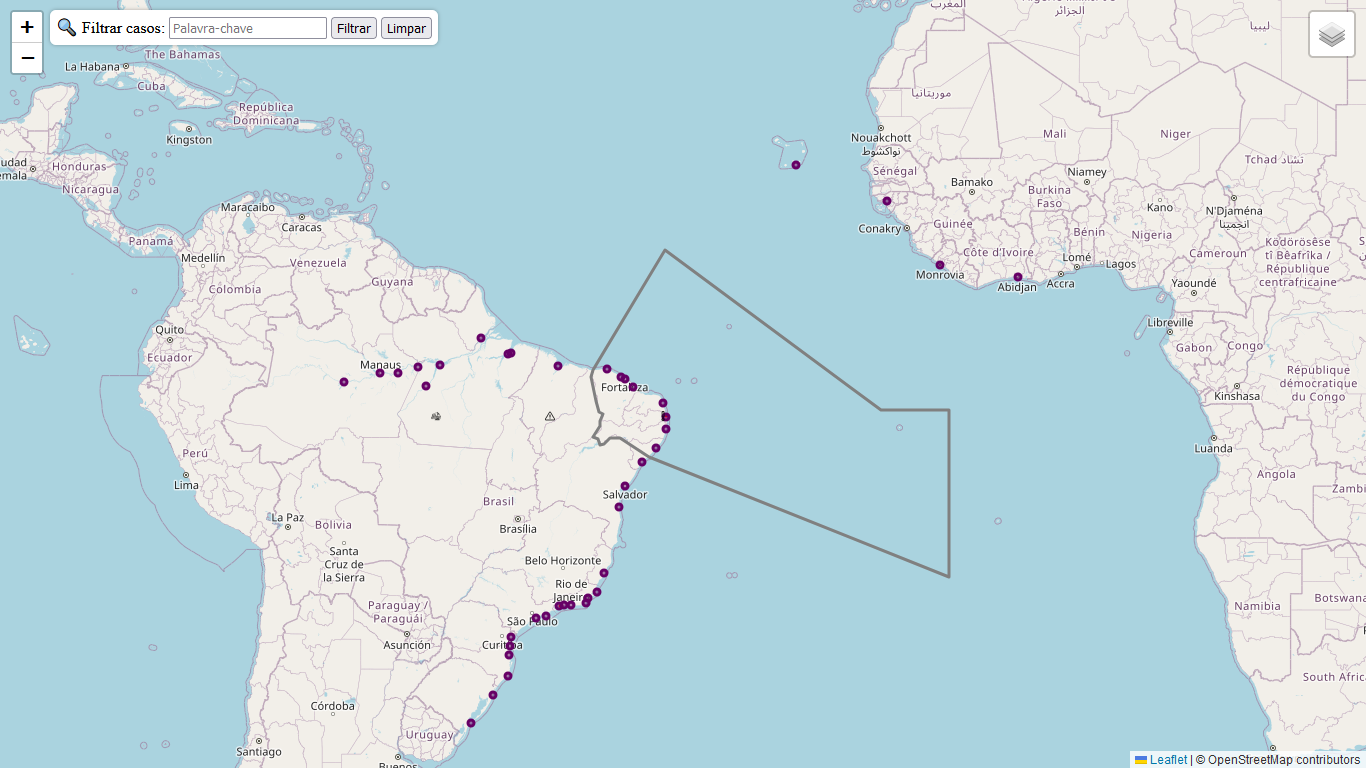 +
−
Filtrar casos: Palavra-chave Filtrar Limpar
The Bahamas
La Habana
Cuba
República
Dominicana
Kingston
Honduras
Nicaragua
Panamá
Maracaibo
Caracas
Medellín
Venezuela
Colombia
Guyana
Quito
Ecuador
Manaus
Fortaleza
Perú
Lima
Brasil
Salvador
La Paz
Bolivia
Brasília
Santa
Cruz de
la Sierra
Belo Horizonte
Rio de
Janeiro
Paraguay /
Paraguái
São Paulo
Asunción
Curitiba
Córdoba
Uruguay
Santiago
Buenos
المغرب
الجزائر
ليبيا
موريتانيا
Nouakchott
نواكشوط
Mali
Niger
Tchad تشاد
Sénégal
Bamako
Niamey
Burkina
Faso
Kano
N'Djaména
انجمينا
Guinée
Conakry
Côte d'Ivoire
Bénin
Nigeria
Monrovia
Abidjan
Accra
Lomé
Lagos
Cameroun
Ködörösêse
tî Bêafrîka /
République
centrafricaine
Yaoundé
Libreville
Gabon
Congo
République
démocratique
du Congo
Kinshasa
Luanda
Angola
Namibia
South Africa
Leaflet | © OpenStreetMap contributors